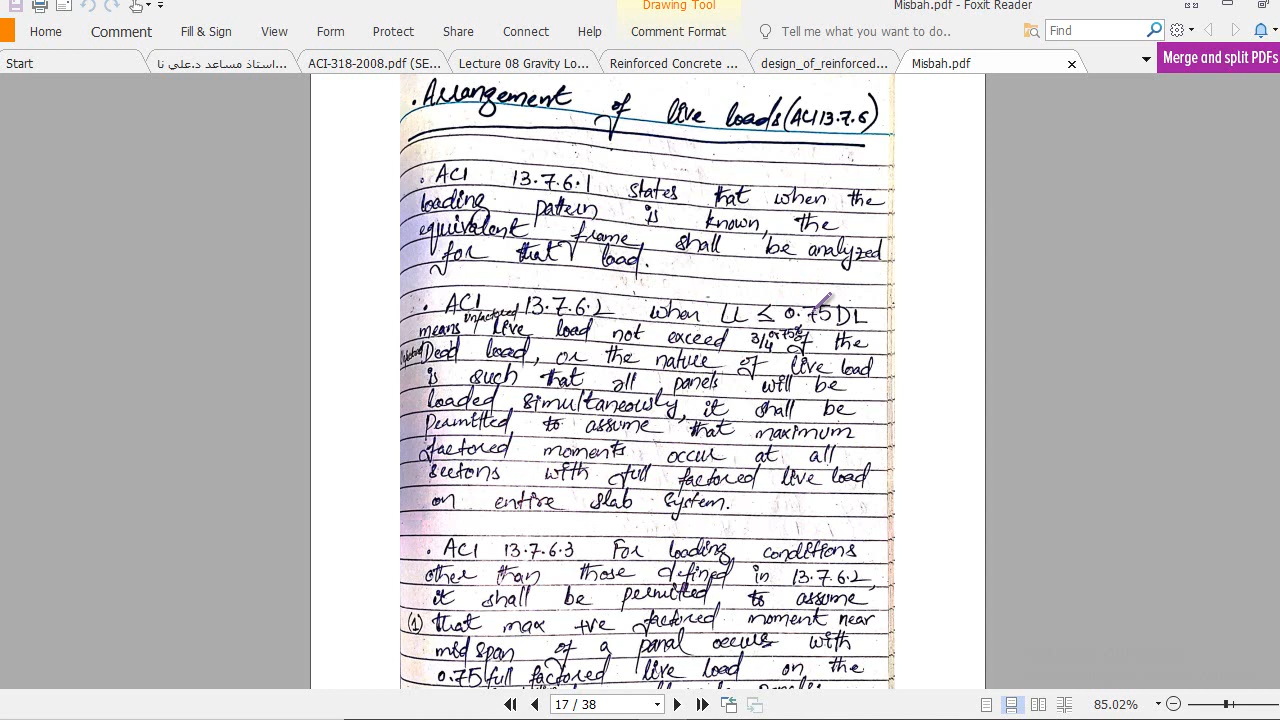 Drawing Tool
Misbah.pdf - Foxit Reader
Home Comment Fill & Sign View Form Protect Share Connect Help Comment Format Tell me what you want to do.. Find
Start استاذ مساعد د.علي نا... ACI-318-2008.pdf (SE... Lecture 08 Gravity Lo... Reinforced Concrete ... design_of_reinforced... Misbah.pdf Merge and split PDFs
. Arrangement of live loads (ACI 13.7.6)
. ACI 13.7.6.1 states that when the
loading pattern is known, the
equivalent frame shall be analyzed
for that load.
. ACI 13.7.6.2 when LL ≤ 0.75 DL
means unfactored live load not exceed 3/4 or 75% of the
Dead load, or the nature of live load
is such that all panels will be
loaded simultaneously, it shall be
Permitted to assume that maximum
factored moments occur at all
sections with full factored live load
on entire slab system.
. ACI 13.7.6.3 For loading conditions
other than those defined in 13.7.6.2,
it shall be permitted to assume
(1) that max +ve factored moment near
midspan of a panal occurs with
0.75 full factored live load on the
17 / 38
85.02%